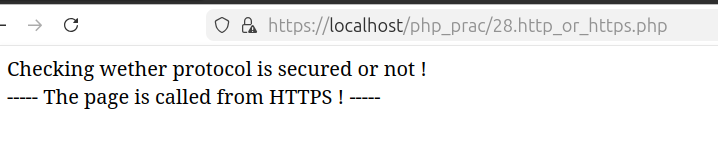 https://localhost/php_prac/28.http_or_https.php
Checking wether protocol is secured or not !
----- The page is called from HTTPS ! -----